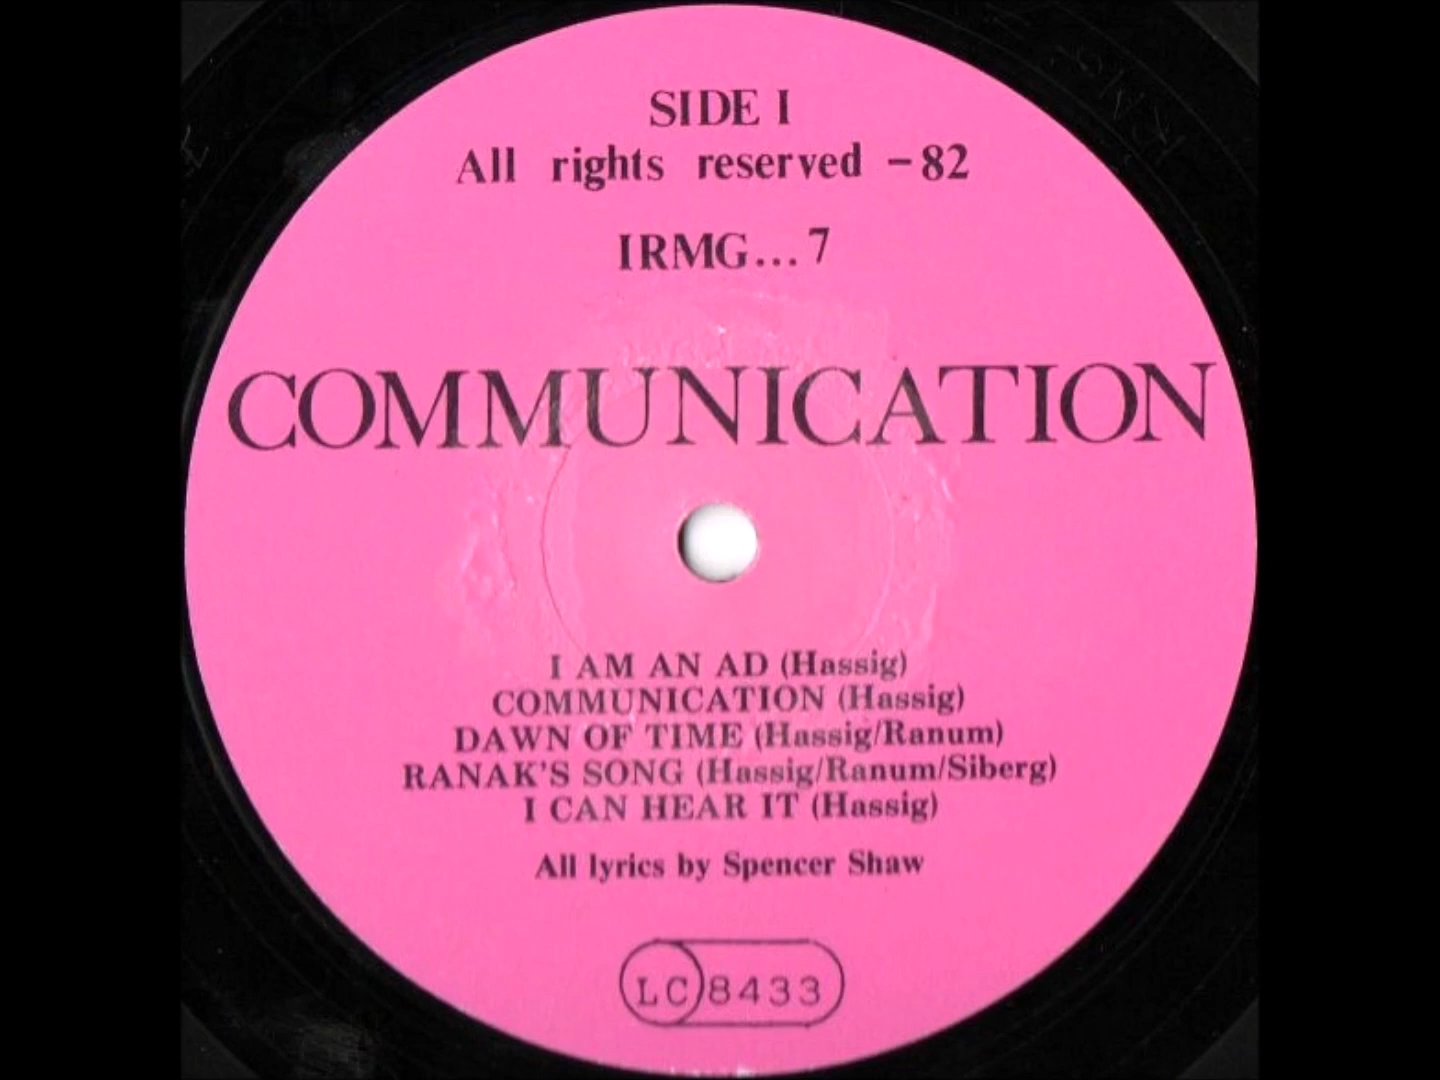 SIDE I
All rights reserved -82
IRMG...7
COMMUNICATION
I AM AN AD (Hassig)
COMMUNICATION (Hassig)
DAWN OF TIME (Hassig/Ranum)
RANAK'S SONG (Hassig/Ranum/Siberg)
I CAN HEAR IT (Hassig)
All lyrics by Spencer Shaw
LC 8433